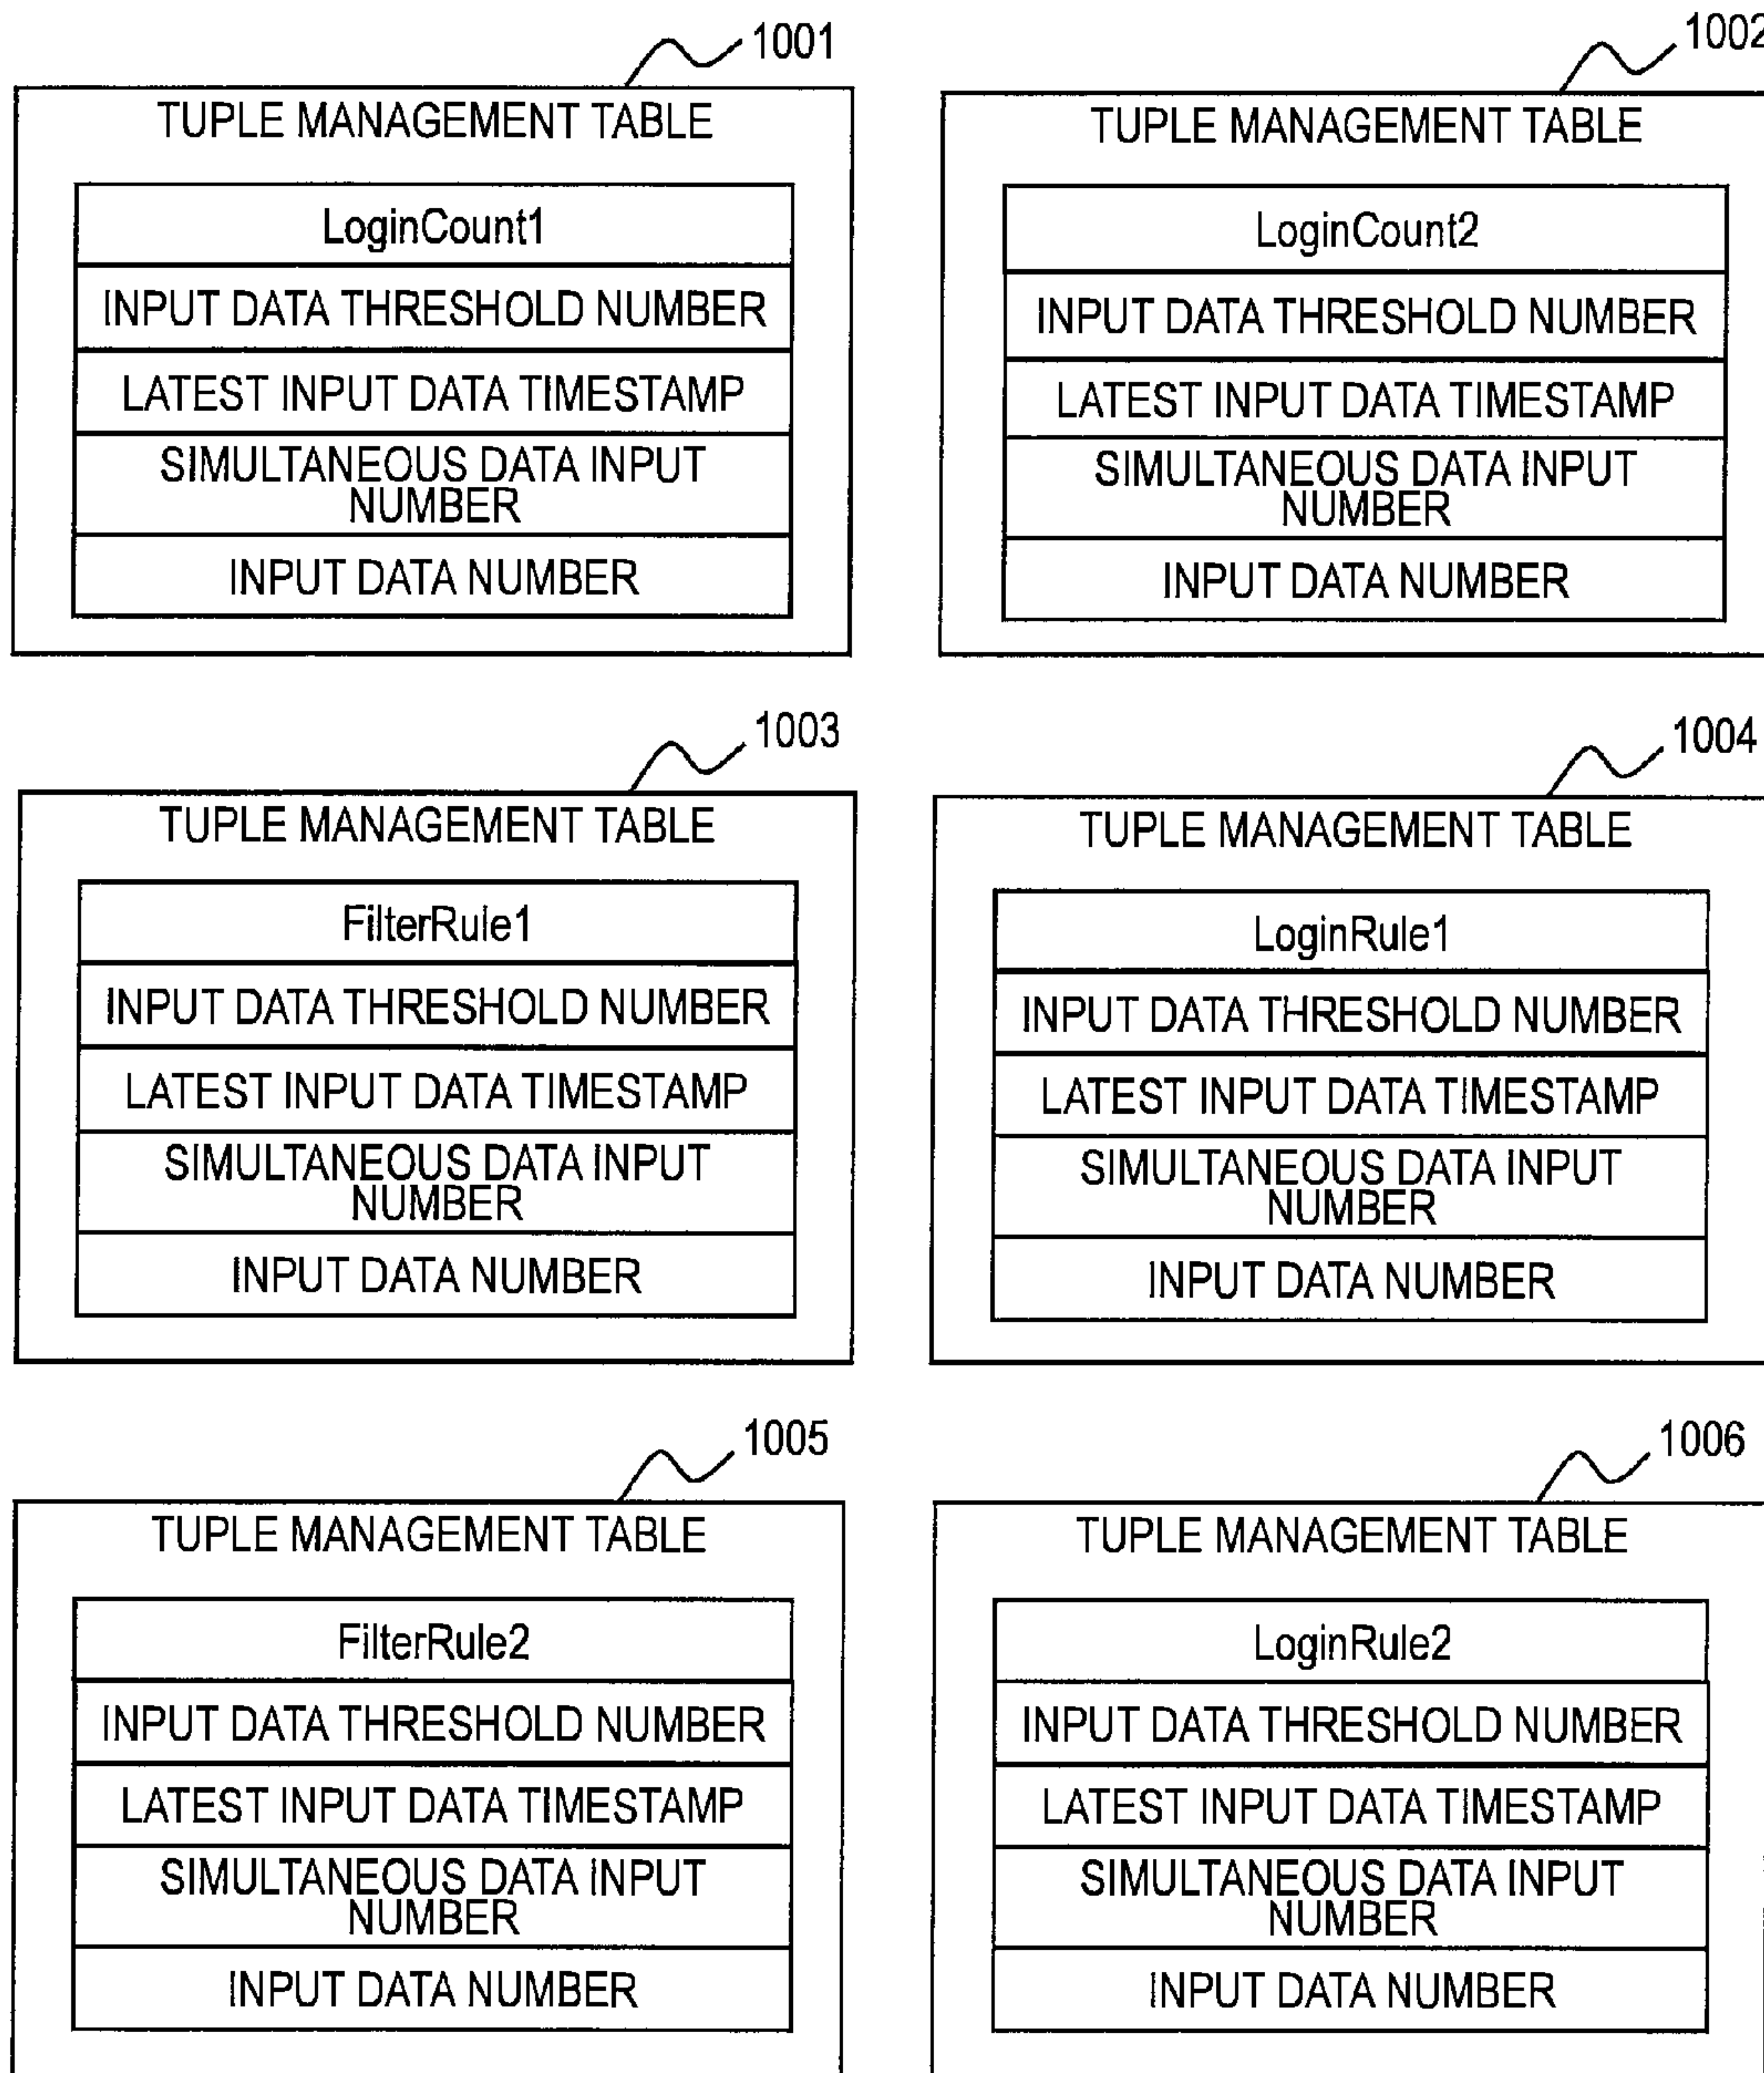 1001
TUPLE MANAGEMENT TABLE
LoginCount1
INPUT DATA THRESHOLD NUMBER
LATEST INPUT DATA TIMESTAMP
SIMULTANEOUS DATA INPUT
NUMBER
INPUT DATA NUMBER
1002
TUPLE MANAGEMENT TABLE
LoginCount2
INPUT DATA THRESHOLD NUMBER
LATEST INPUT DATA TIMESTAMP
SIMULTANEOUS DATA INPUT
NUMBER
INPUT DATA NUMBER
1003
TUPLE MANAGEMENT TABLE
FilterRule1
INPUT DATA THRESHOLD NUMBER
LATEST INPUT DATA TIMESTAMP
SIMULTANEOUS DATA INPUT
NUMBER
INPUT DATA NUMBER
1004
TUPLE MANAGEMENT TABLE
LoginRule1
INPUT DATA THRESHOLD NUMBER
LATEST INPUT DATA TIMESTAMP
SIMULTANEOUS DATA INPUT
NUMBER
INPUT DATA NUMBER
1005
TUPLE MANAGEMENT TABLE
FilterRule2
INPUT DATA THRESHOLD NUMBER
LATEST INPUT DATA TIMESTAMP
SIMULTANEOUS DATA INPUT
NUMBER
INPUT DATA NUMBER
1006
TUPLE MANAGEMENT TABLE
LoginRule2
INPUT DATA THRESHOLD NUMBER
LATEST INPUT DATA TIMESTAMP
SIMULTANEOUS DATA INPUT
NUMBER
INPUT DATA NUMBER